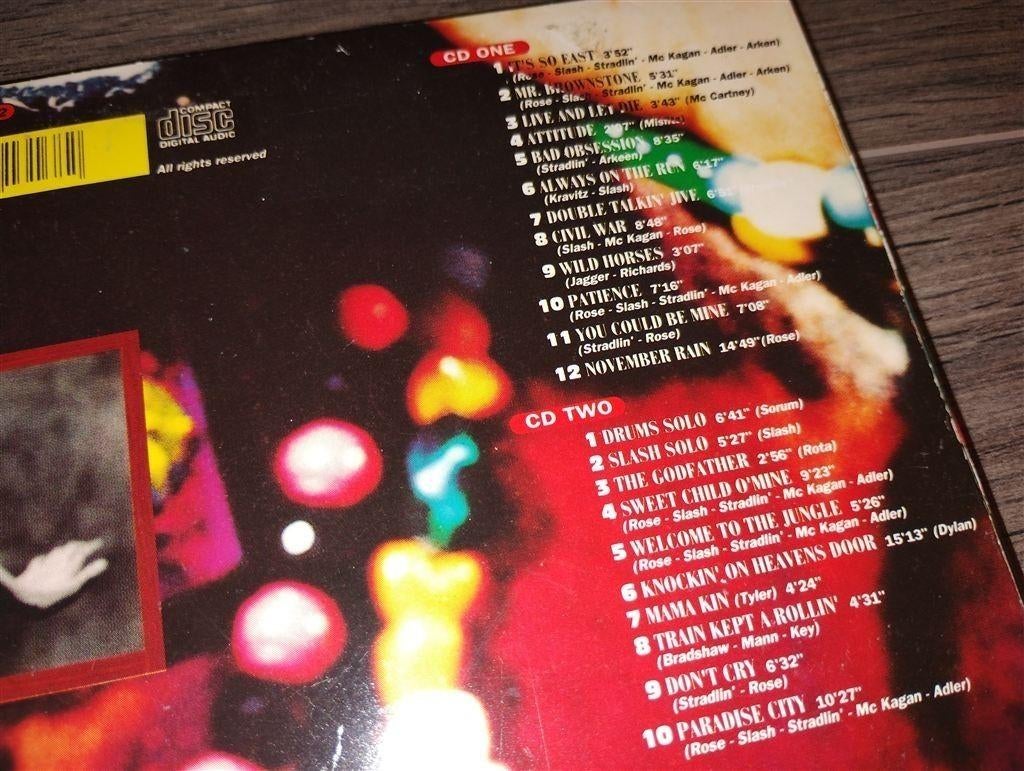 COMPACT
disc
DIGITAL AUDIO
All rights reserved
CD ONE
1 IT'S SO EAST 3'52"
(Rose - Slash - Stradlin' - Mc Kagan - Adler - Arken)
2 MR. BROWNSTONE 5'31"
(Rose - Slash - Stradlin' - Mc Kagan - Adler - Arken)
3 LIVE AND LET DIE 3'43" (Mc Cartney)
4 ATTITUDE
5 BAD OBSESSION 8'35"
(Stradlin' - Arkeen)
6 ALWAYS ON THE RUN 6'17"
(Kravitz - Slash)
7 DOUBLE TALKIN' JIVE
8 CIVIL WAR 8'48"
(Slash - Mc Kagan - Rose)
9 WILD HORSES 3'07"
(Jagger - Richards)
10 PATIENCE 7'16"
(Rose - Slash - Stradlin' - Mc Kagan - Adler)
11 YOU COULD BE MINE 7'08"
(Stradlin' - Rose)
12 NOVEMBER RAIN 14'49" (Rose)
CD TWO
1 DRUMS SOLO 6'41" (Sorum)
2 SLASH SOLO 5'27" (Slash)
3 THE GODFATHER 2'56" (Rota)
4 SWEET CHILD O'MINE 9'23"
(Rose - Slash - Stradlin' - Mc Kagan - Adler)
5 WELCOME TO THE JUNGLE 5'26"
(Rose - Slash - Stradlin' - Mc Kagan - Adler)
6 KNOCKIN' ON HEAVENS DOOR 15'13" (Dylan)
7 MAMA KIN (Tyler) 4'24"
8 TRAIN KEPT A ROLLIN' 4'31"
(Bradshaw - Mann - Key)
9 DON'T CRY 6'32"
(Stradlin' - Rose)
10 PARADISE CITY 10'27"
(Rose - Slash - Stradlin' - Mc Kagan - Adler)